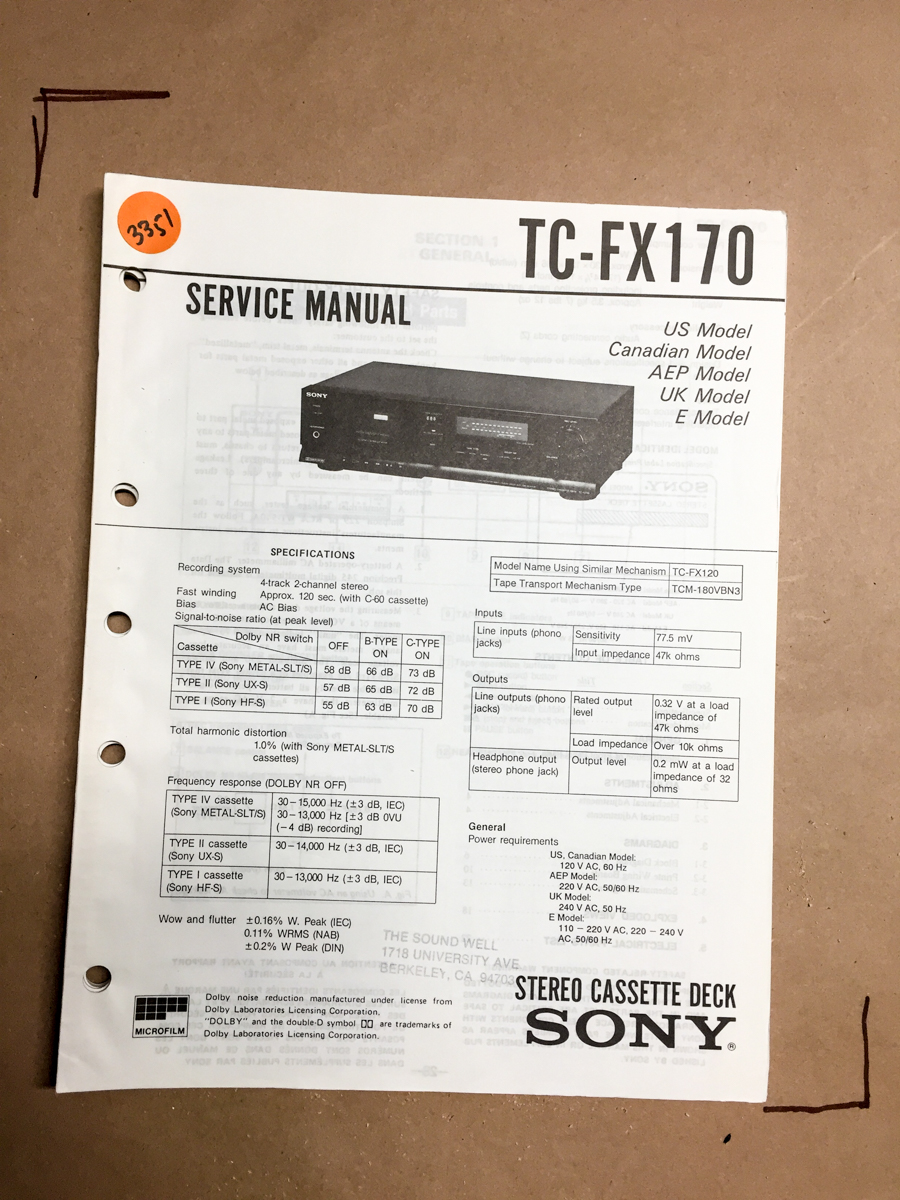 3351
TC-FX170
SERVICE MANUAL
US Model
Canadian Model
AEP Model
UK Model
E Model
SONY
SPECIFICATIONS
Recording system
4-track 2-channel stereo
Fast winding Approx. 120 sec. (with C-60 cassette)
Bias AC Bias
Signal-to-noise ratio (at peak level)
Dolby NR switch OFF B-TYPE ON C-TYPE ON
Cassette
TYPE IV (Sony METAL-SLT/S) 58 dB 66 dB 73 dB
TYPE II (Sony UX-S) 57 dB 65 dB 72 dB
TYPE I (Sony HF-S) 55 dB 63 dB 70 dB
Total harmonic distortion
1.0% (with Sony METAL-SLT/S
cassettes)
Frequency response (DOLBY NR OFF)
TYPE IV cassette 30–15,000 Hz (±3 dB, IEC)
(Sony METAL-SLT/S) 30–13,000 Hz [±3 dB 0VU
(−4 dB) recording]
TYPE II cassette 30–14,000 Hz (±3 dB, IEC)
(Sony UX-S)
TYPE I cassette 30–13,000 Hz (±3 dB, IEC)
(Sony HF-S)
Wow and flutter ±0.16% W. Peak (IEC)
0.11% WRMS (NAB)
±0.2% W Peak (DIN)
Model Name Using Similar Mechanism TC-FX120
Tape Transport Mechanism Type TCM-180VBN3
Inputs
Line inputs (phono Sensitivity 77.5 mV
jacks) Input impedance 47k ohms
Outputs
Line outputs (phono Rated output 0.32 V at a load
jacks) level impedance of
47k ohms
Load impedance Over 10k ohms
Headphone output Output level 0.2 mW at a load
(stereo phone jack) impedance of 32
ohms
General
Power requirements
US, Canadian Model:
120 V AC, 60 Hz
AEP Model:
220 V AC, 50/60 Hz
UK Model:
240 V AC, 50 Hz
E Model:
110 – 220 V AC, 220 – 240 V
AC, 50/60 Hz
THE SOUND WELL
1718 UNIVERSITY AVE
BERKELEY, CA 94703
MICROFILM
Dolby noise reduction manufactured under license from
Dolby Laboratories Licensing Corporation.
"DOLBY" and the double-D symbol are trademarks of
Dolby Laboratories Licensing Corporation.
STEREO CASSETTE DECK
SONY®